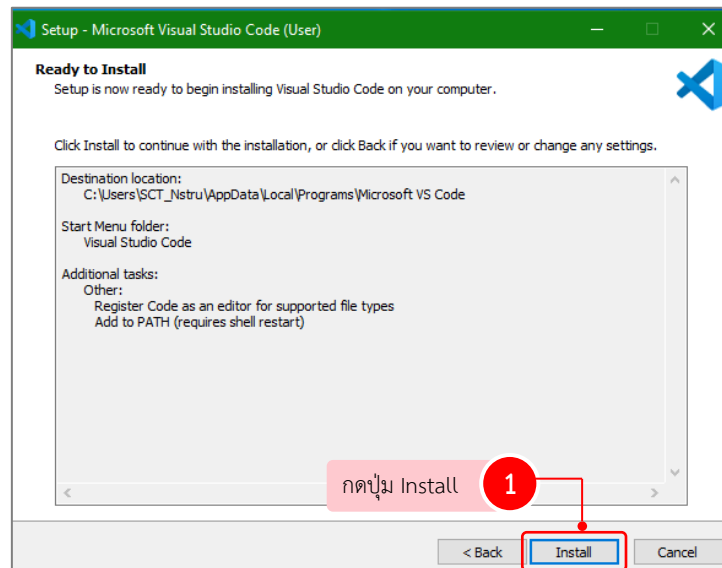 Setup - Microsoft Visual Studio Code (User)
Ready to Install
Setup is now ready to begin installing Visual Studio Code on your computer.
Click Install to continue with the installation, or click Back if you want to review or change any settings.
Destination location:
C:\Users\SCT_Nstru\AppData\Local\Programs\Microsoft VS Code
Start Menu folder:
Visual Studio Code
Additional tasks:
Other:
Register Code as an editor for supported file types
Add to PATH (requires shell restart)
กดปุ่ม Install 1
< Back Install Cancel